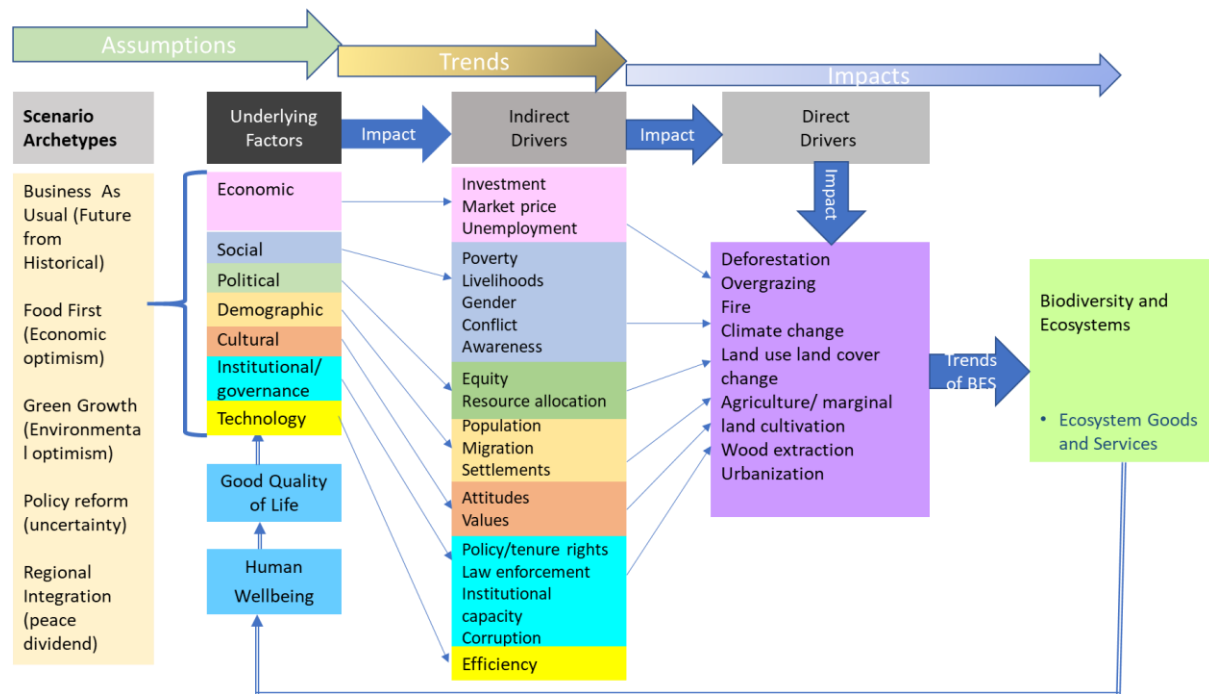 Assumptions
Trends
Impacts
Scenario
Archetypes
Underlying
Factors
Impact
Indirect
Drivers
Impact
Direct
Drivers
Impact
Business As
Usual (Future
from
Historical)
Food First
(Economic
optimism)
Green Growth
(Environmenta
l optimism)
Policy reform
(uncertainty)
Regional
Integration
(peace
dividend)
Economic
Social
Political
Demographic
Cultural
Institutional/
governance
Technology
Good Quality
of Life
Human
Wellbeing
Investment
Market price
Unemployment
Poverty
Livelihoods
Gender
Conflict
Awareness
Equity
Resource allocation
Population
Migration
Settlements
Attitudes
Values
Policy/tenure rights
Law enforcement
Institutional
capacity
Corruption
Efficiency
Deforestation
Overgrazing
Fire
Climate change
Land use land cover
change
Agriculture/ marginal
land cultivation
Wood extraction
Urbanization
Trends
of BES
Biodiversity and
Ecosystems
• Ecosystem Goods
and Services